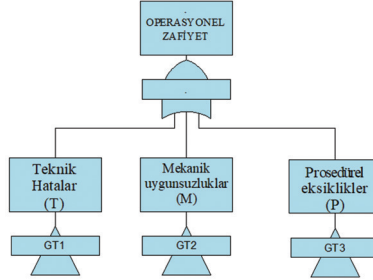 OPERASYONEL
ZAFİYET
Teknik
Hatalar
(T)
Mekanik
uygunsuzluklar
(M)
Prosedürel
eksiklikler
(P)
GT1
GT2
GT3